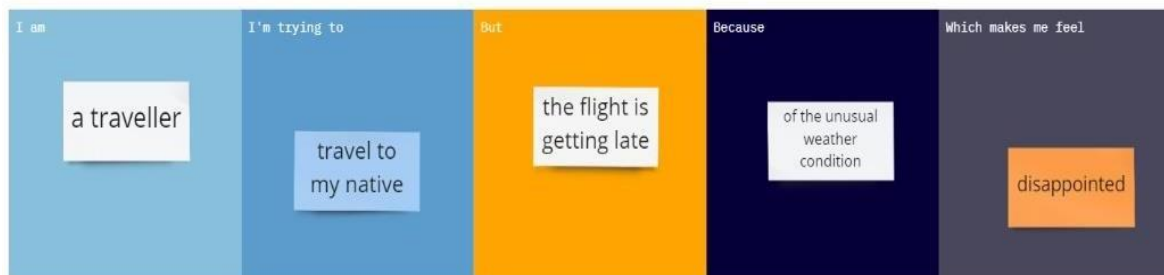 I am
a traveller
I'm trying to
travel to
my native
But
the flight is
getting late
Because
of the unusual
weather
condition
Which makes me feel
disappointed